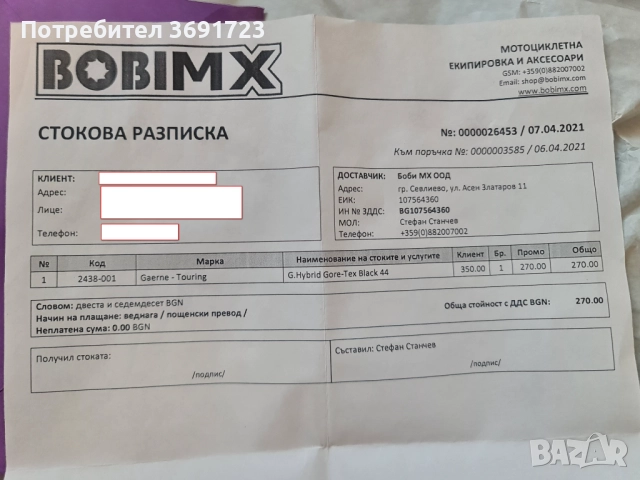 Потребител 3691723
BOBIMX
МОТОЦИКЛЕТНА
ЕКИПИРОВКА И АКСЕСОАРИ
GSM: +359(0)882007002
Email: shop@bobimx.com
www.bobimx.com
СТОКОВА РАЗПИСКА
№: 0000026453 / 07.04.2021
Към поръчка №: 0000003585 / 06.04.2021
КЛИЕНТ:
Адрес:
Лице:
Телефон:
ДОСТАВЧИК: Боби МХ ООД
Адрес: гр. Севлиево, ул. Асен Златаров 11
ЕИК: 107564360
ИН № ЗДДС: BG107564360
МОЛ: Стефан Станчев
Телефон: +359(0)882007002
№ Код Марка Наименование на стоките и услугите Клиент Бр. Промо Общо
1 2438-001 Gaerne - Touring G.Hybrid Gore-Tex Black 44 350.00 1 270.00 270.00
Словом: двеста и седемдесет BGN
Начин на плащане: веднага / пощенски превод /
Неплатена сума: 0.00 BGN
Обща стойност с ДДС BGN: 270.00
Получил стоката:
/подпис/
Съставил: Стефан Станчев
/подпис/
BAZAR